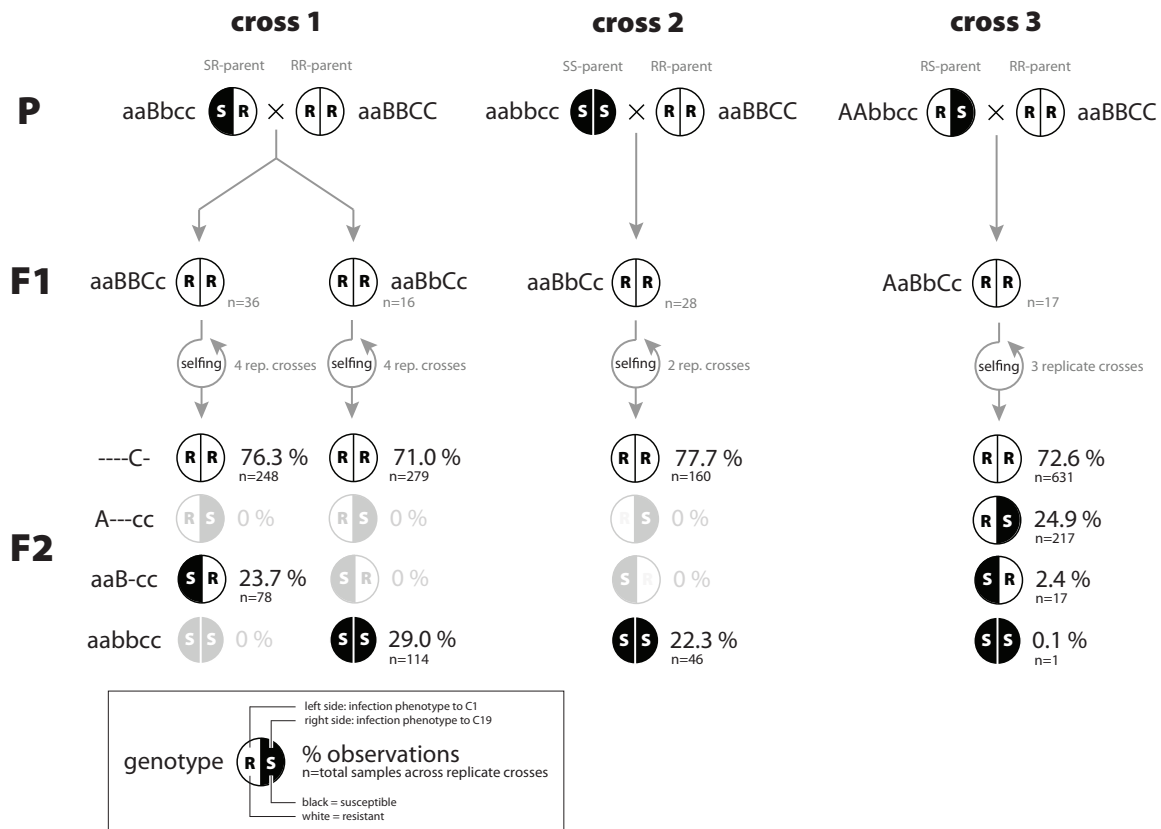 cross 1 cross 2 cross 3
SR-parent RR-parent SS-parent RR-parent RS-parent RR-parent
P aaBbcc S R × R R aaBBCC aabbcc S S × R R aaBBCC AAbbcc R S × R R aaBBCC
F1 aaBBCc R R R R aaBbCc aaBbCc R R AaBbCc R R
n=36 n=16 n=28 n=17
selfing 4 rep. crosses selfing 4 rep. crosses selfing 2 rep. crosses selfing 3 replicate crosses
----C- R R 76.3 % R R 71.0 % R R 77.7 % R R 72.6 %
n=248 n=279 n=160 n=631
A---cc R S 0 % R S 0 % R S 0 % R S 24.9 %
n=217
F2
aaB-cc S R 23.7 % S R 0 % S R 0 % S R 2.4 %
n=78 n=17
aabbcc S S 0 % S S 29.0 % S S 22.3 % S S 0.1 %
n=114 n=46 n=1
left side: infection phenotype to C1
right side: infection phenotype to C19
genotype R S % observations
n=total samples across replicate crosses
black = susceptible
white = resistant